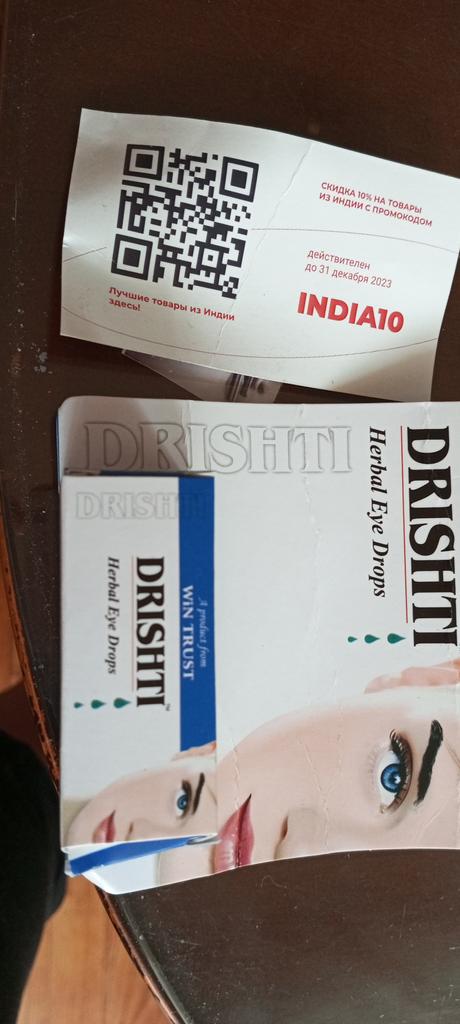 СКИДКА 10% НА ТОВАРЫ
ИЗ ИНДИИ С ПРОМОКОДОМ
действителен
до 31 декабря 2023
INDIA10
Лучшие товары из Индии
здесь!
DRISHTI
DRISHTI
Herbal Eye Drops
DRISHTI
A product from
WiN TRUST
DRISHTI™
Herbal Eye Drops